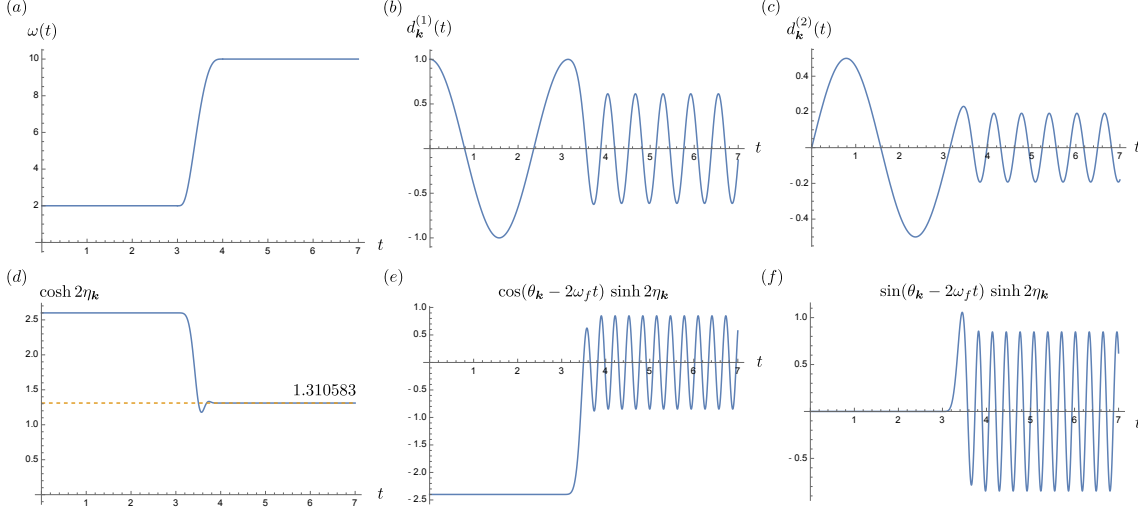 (a)
ω(t)
10
8
6
4
2
1 2 3 4 5 6 7 t
(b)
d_k^{(1)}(t)
1.0
0.5
- 0.5
- 1.0
1 2 3 4 5 6 7 t
(c)
d_k^{(2)}(t)
0.4
0.2
- 0.2
- 0.4
1 2 3 4 5 6 7 t
(d)
cosh 2η_k
2.5
2.0
1.5
1.0
0.5
1.310583
1 2 3 4 5 6 7 t
(e)
cos(θ_k − 2ω_f t) sinh 2η_k
1.0
0.5
- 0.5
- 1.0
- 1.5
- 2.0
- 2.5
1 2 3 4 5 6 7 t
(f)
sin(θ_k − 2ω_f t) sinh 2η_k
1.0
0.5
- 0.5
1 2 3 4 5 6 7 t